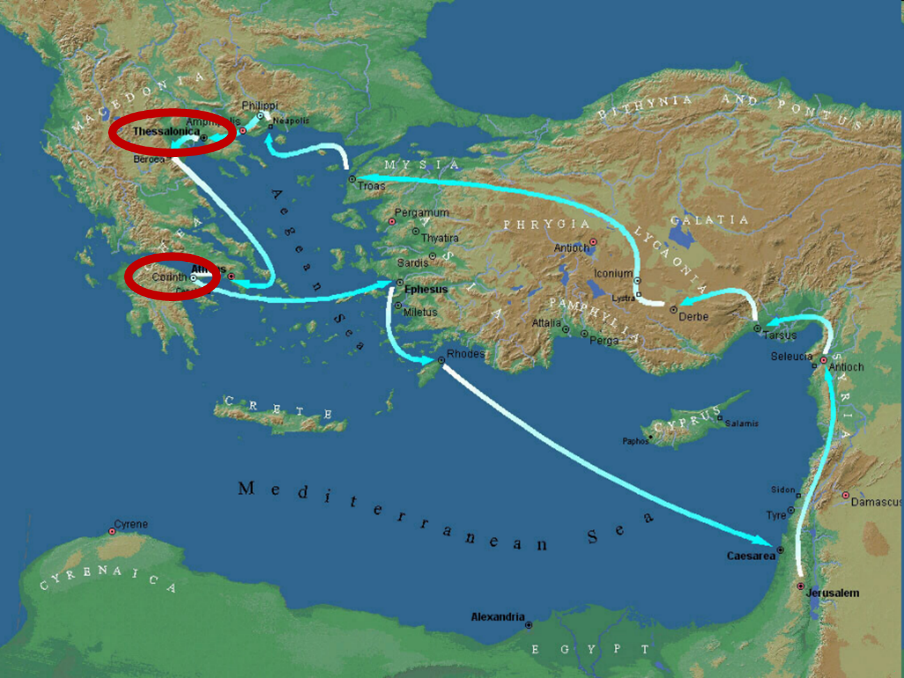 MACEDONIA
Philippi
Amphipolis
Neapolis
Thessalonica
Beroea
BITHYNIA AND PONTUS
MYSIA
Troas
Aegean Sea
Pergamum
Thyatira
ASIA
Sardis
PHRYGIA
GALATIA
LYCAONIA
Antioch
Iconium
Lystra
Derbe
Athens
Corinth
Ephesus
Miletus
PAMPHYLIA
Attalia
Perga
Tarsus
Seleucia
Antioch
SYRIA
Rhodes
CRETE
CYPRUS
Salamis
Paphos
Mediterranean Sea
Sidon
Damascus
Tyre
Cyrene
CYRENAICA
Caesarea
Jerusalem
Alexandria
EGYPT